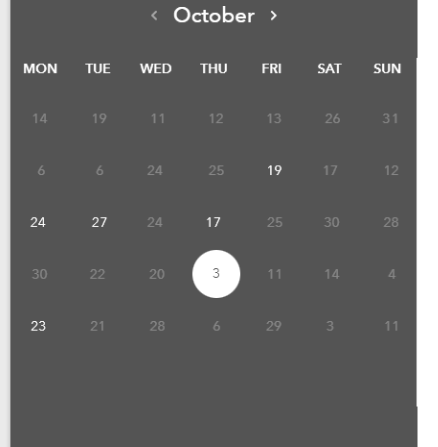 ‹ October ›
MON TUE WED THU FRI SAT SUN
14 19 11 12 13 26 31
6 6 24 25 19 17 12
24 27 24 17 25 30 28
30 22 20 3 11 14 4
23 21 28 6 29 3 11